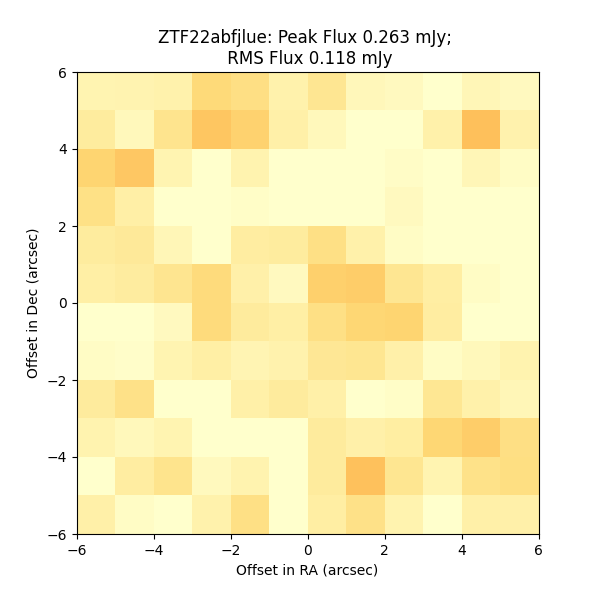 ZTF22abfjlue: Peak Flux 0.263 mJy;
RMS Flux 0.118 mJy
6
4
2
0
−2
−4
−6
Offset in Dec (arcsec)
−6 −4 −2 0 2 4 6
Offset in RA (arcsec)